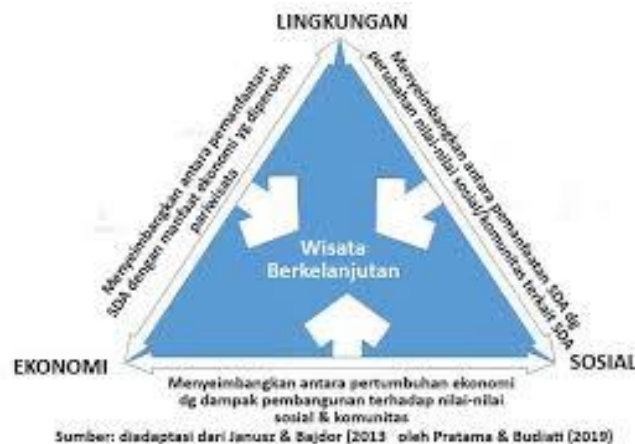 LINGKUNGAN
Menyeimbangkan antara pemanfaatan
SDA dengan manfaat ekonomi yg diperoleh
pariwisata
Menyeimbangkan antara pemanfaatan SDA dg
perubahan nilai-nilai sosial/komunitas terkait SDA
Wisata
Berkelanjutan
EKONOMI
SOSIAL
Menyeimbangkan antara pertumbuhan ekonomi
dg dampak pembangunan terhadap nilai-nilai
sosial & komunitas
Sumber: diadaptasi dari Janusz & Bajdor (2013 oleh Pratama & Budiati (2019)